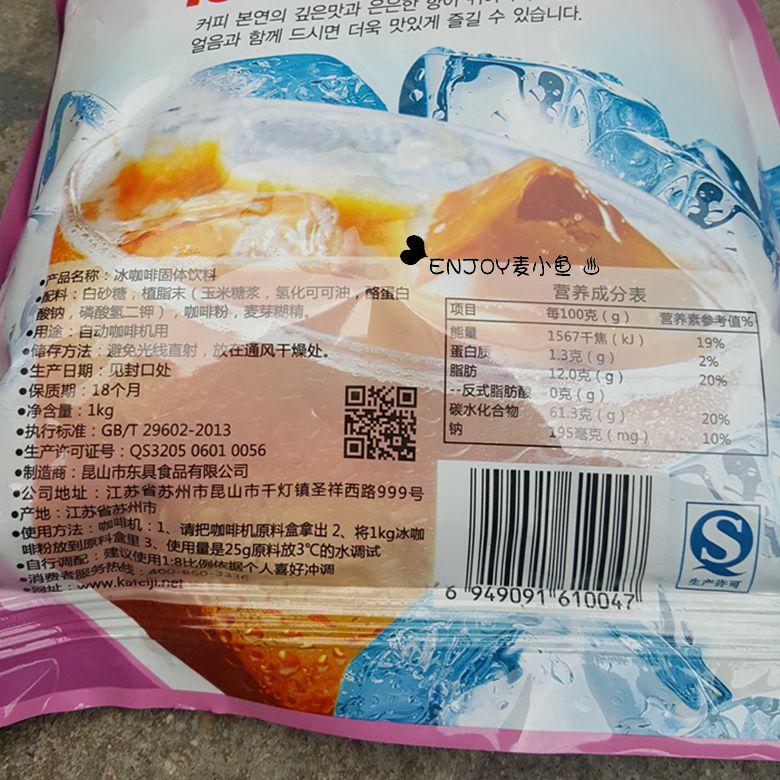 커피 본연의 깊은맛과 은은한 향이
얼음과 함께 드시면 더욱 맛있게 즐길 수 있습니다.
ENJOY麦小鱼
●产品名称：冰咖啡固体饮料
●配料：白砂糖，植脂末（玉米糖浆，氢化可可油，酪蛋白
酸钠，磷酸氢二钾），咖啡粉，麦芽糊精。
●用途：自动咖啡机用
●储存方法：避免光线直射，放在通风干燥处。
●生产日期：见封口处
●保质期：18个月
●净含量：1kg
●执行标准：GB/T 29602-2013
●生产许可证号：QS3205 0601 0056
●制造商：昆山市东具食品有限公司
●公司地址：江苏省苏州市昆山市千灯镇圣祥西路999号
●产地：江苏省苏州市
●使用方法：咖啡机：1、请把咖啡机原料盒拿出 2、将1kg冰咖
啡粉放到原料盒里 3、使用量是25g原料放3℃的水调试
●自行调配：建议使用1:8比例依据个人喜好冲调
●消费者服务热线：400-860-3336
●网址：www.kafeiji.net
营养成分表
项目 每100克（g） 营养素参考值%
能量 1567千焦（kJ） 19%
蛋白质 1.3克（g） 2%
脂肪 12.0克（g） 20%
--反式脂肪酸 0克（g）
碳水化合物 61.3克（g） 20%
钠 195毫克（mg） 10%
6 949091 610047
生产许可